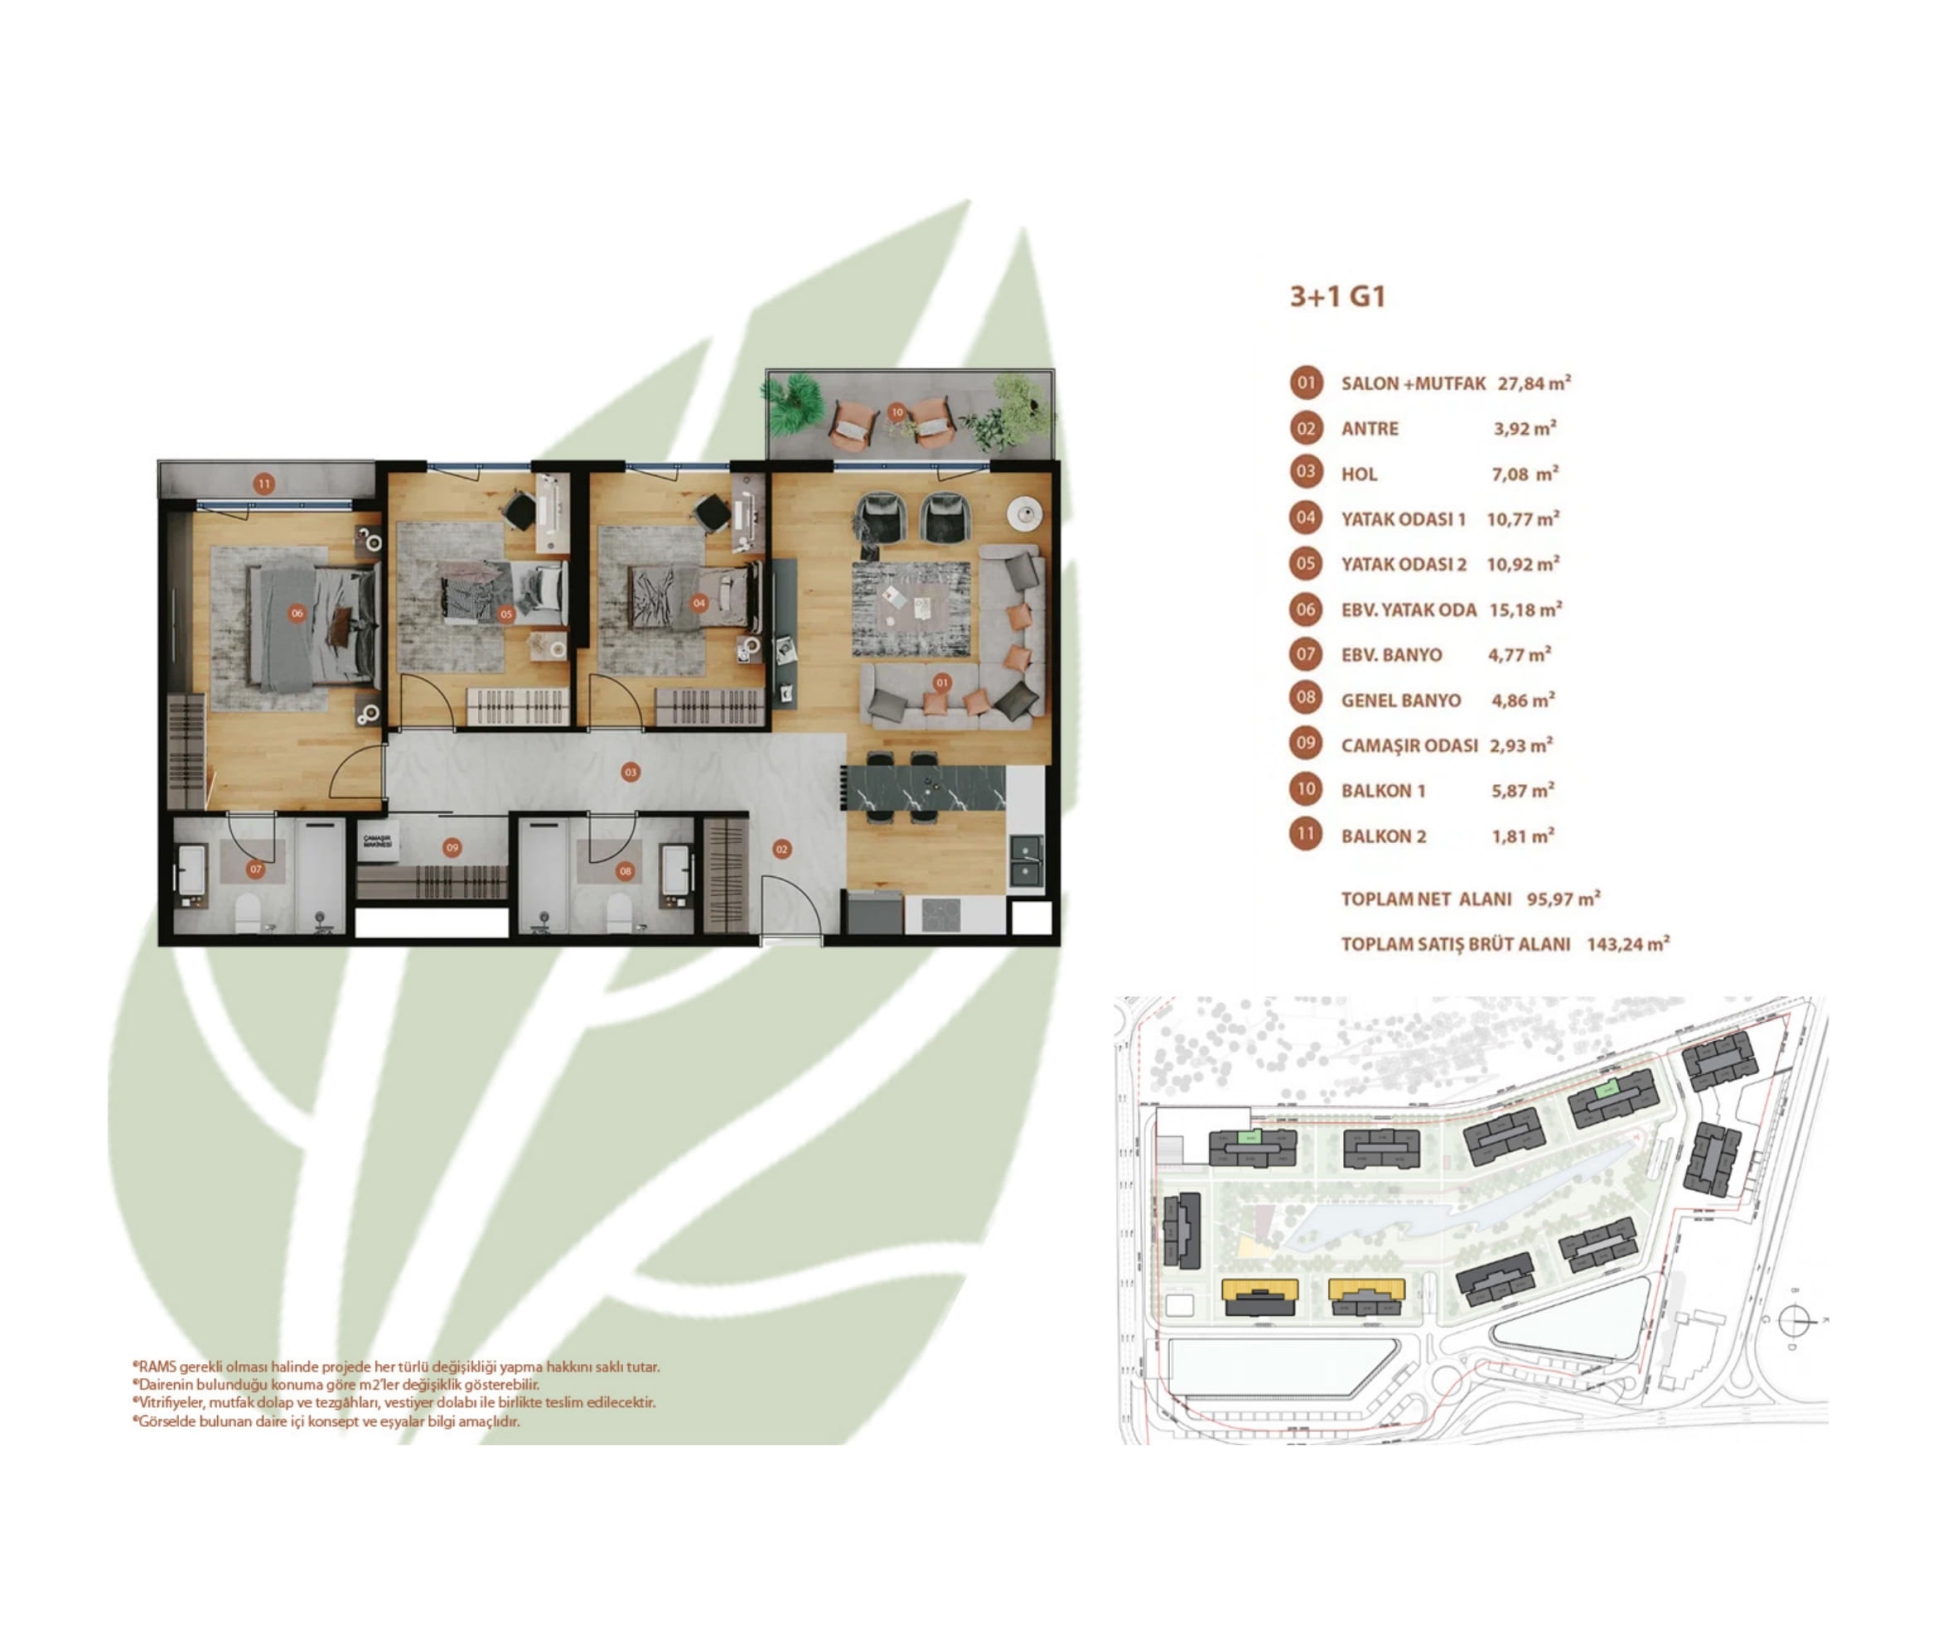 3+1 G1
01 SALON +MUTFAK 27,84 m²
02 ANTRE 3,92 m²
03 HOL 7,08 m²
04 YATAK ODASI 1 10,77 m²
05 YATAK ODASI 2 10,92 m²
06 EBV. YATAK ODA 15,18 m²
07 EBV. BANYO 4,77 m²
08 GENEL BANYO 4,86 m²
09 CAMAŞIR ODASI 2,93 m²
10 BALKON 1 5,87 m²
11 BALKON 2 1,81 m²
TOPLAM NET ALANI 95,97 m²
TOPLAM SATIŞ BRÜT ALANI 143,24 m²
10
11
06
05
04
01
03
ÇAMAŞIR
MAKİNESİ
09
02
07
08
*RAMS gerekli olması halinde projede her türlü değişikliği yapma hakkını saklı tutar.
*Dairenin bulunduğu konuma göre m2'ler değişiklik gösterebilir.
*Vitrifiyeler, mutfak dolap ve tezgâhları, vestiyer dolabı ile birlikte teslim edilecektir.
*Görselde bulunan daire içi konsept ve eşyalar bilgi amaçlıdır.